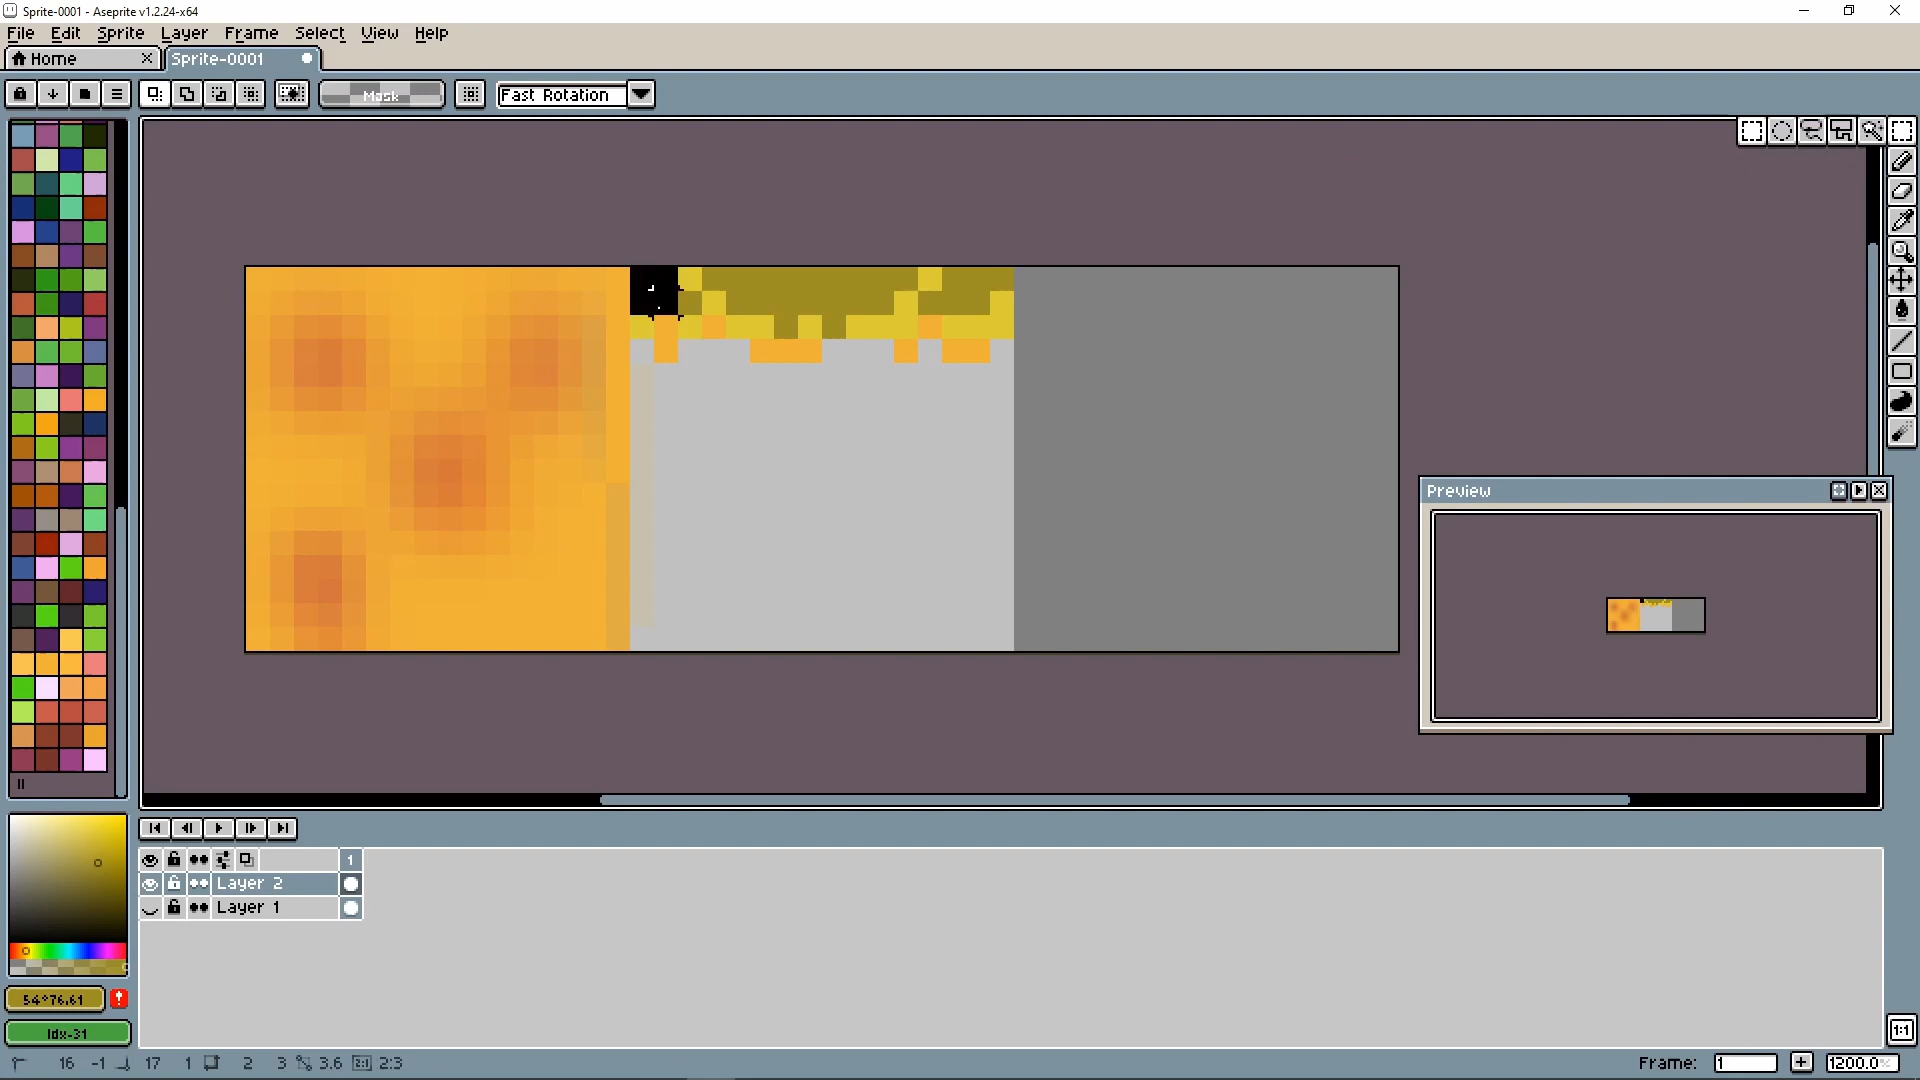 Sprite-0001 - Aseprite v1.2.24-x64
File Edit Sprite Layer Frame Select View Help
Home
Sprite-0001
Mask
Fast Rotation
Preview
1
Layer 2
Layer 1
54°76,61
Idx-31
16 -1 17 1 2 3 3.6 2:3
1:1
Frame: 1 1200.0